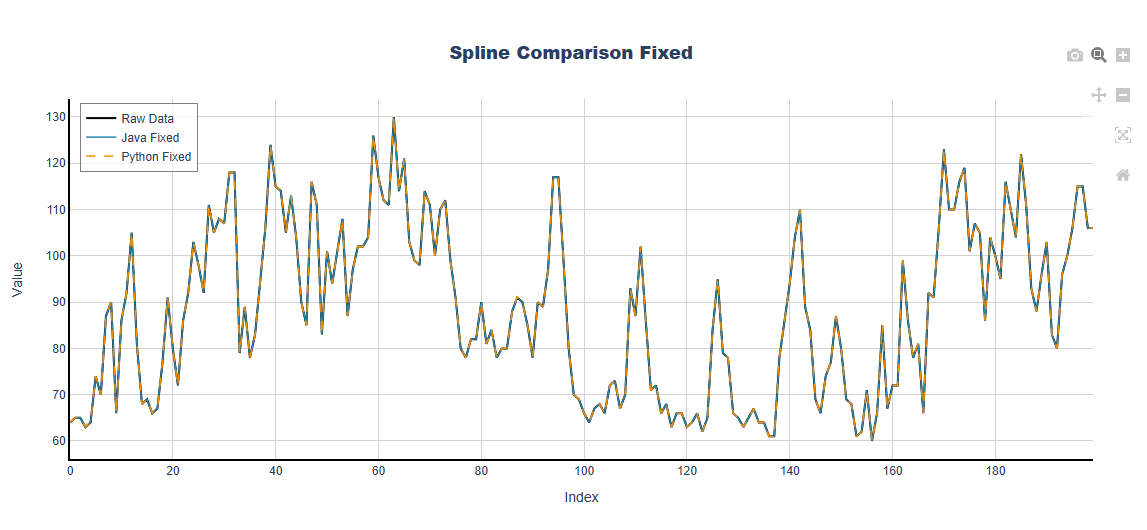 Spline Comparison Fixed
Raw Data
Java Fixed
Python Fixed
130
120
110
100
90
80
70
60
Value
0 20 40 60 80 100 120 140 160 180
Index